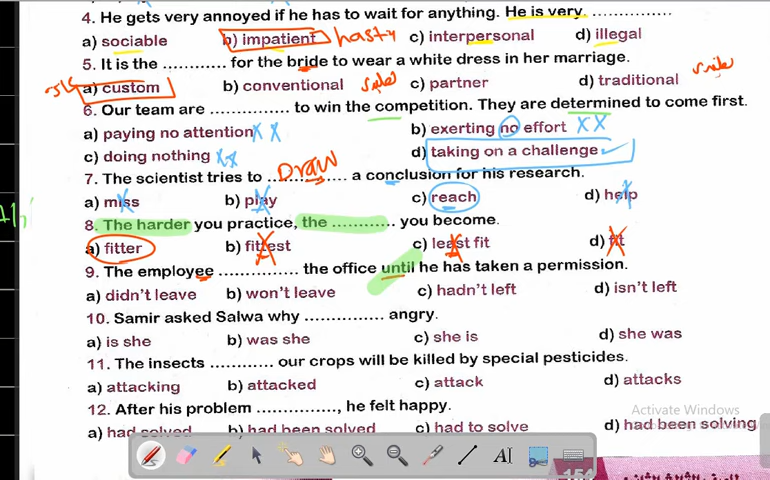 4. He gets very annoyed if he has to wait for anything. He is very ..............
a) sociable b) impatient hasty c) interpersonal d) illegal
5. It is the ............ for the bride to wear a white dress in her marriage.
a) custom b) conventional c) partner d) traditional
6. Our team are ............... to win the competition. They are determined to come first.
a) paying no attention x x b) exerting no effort x x
c) doing nothing x x d) taking on a challenge ✓
Draw
7. The scientist tries to .............. a conclusion for his research.
a) miss b) play c) reach d) help
8. The harder you practice, the ............ you become.
a) fitter b) fittest c) least fit d) fit
9. The employee .............. the office until he has taken a permission.
a) didn't leave b) won't leave c) hadn't left d) isn't left
10. Samir asked Salwa why .............. angry.
a) is she b) was she c) she is d) she was
11. The insects .............. our crops will be killed by special pesticides.
a) attacking b) attacked c) attack d) attacks
12. After his problem .............., he felt happy.
Activate Windows
a) had solved b) had been solved c) had to solve d) had been solving